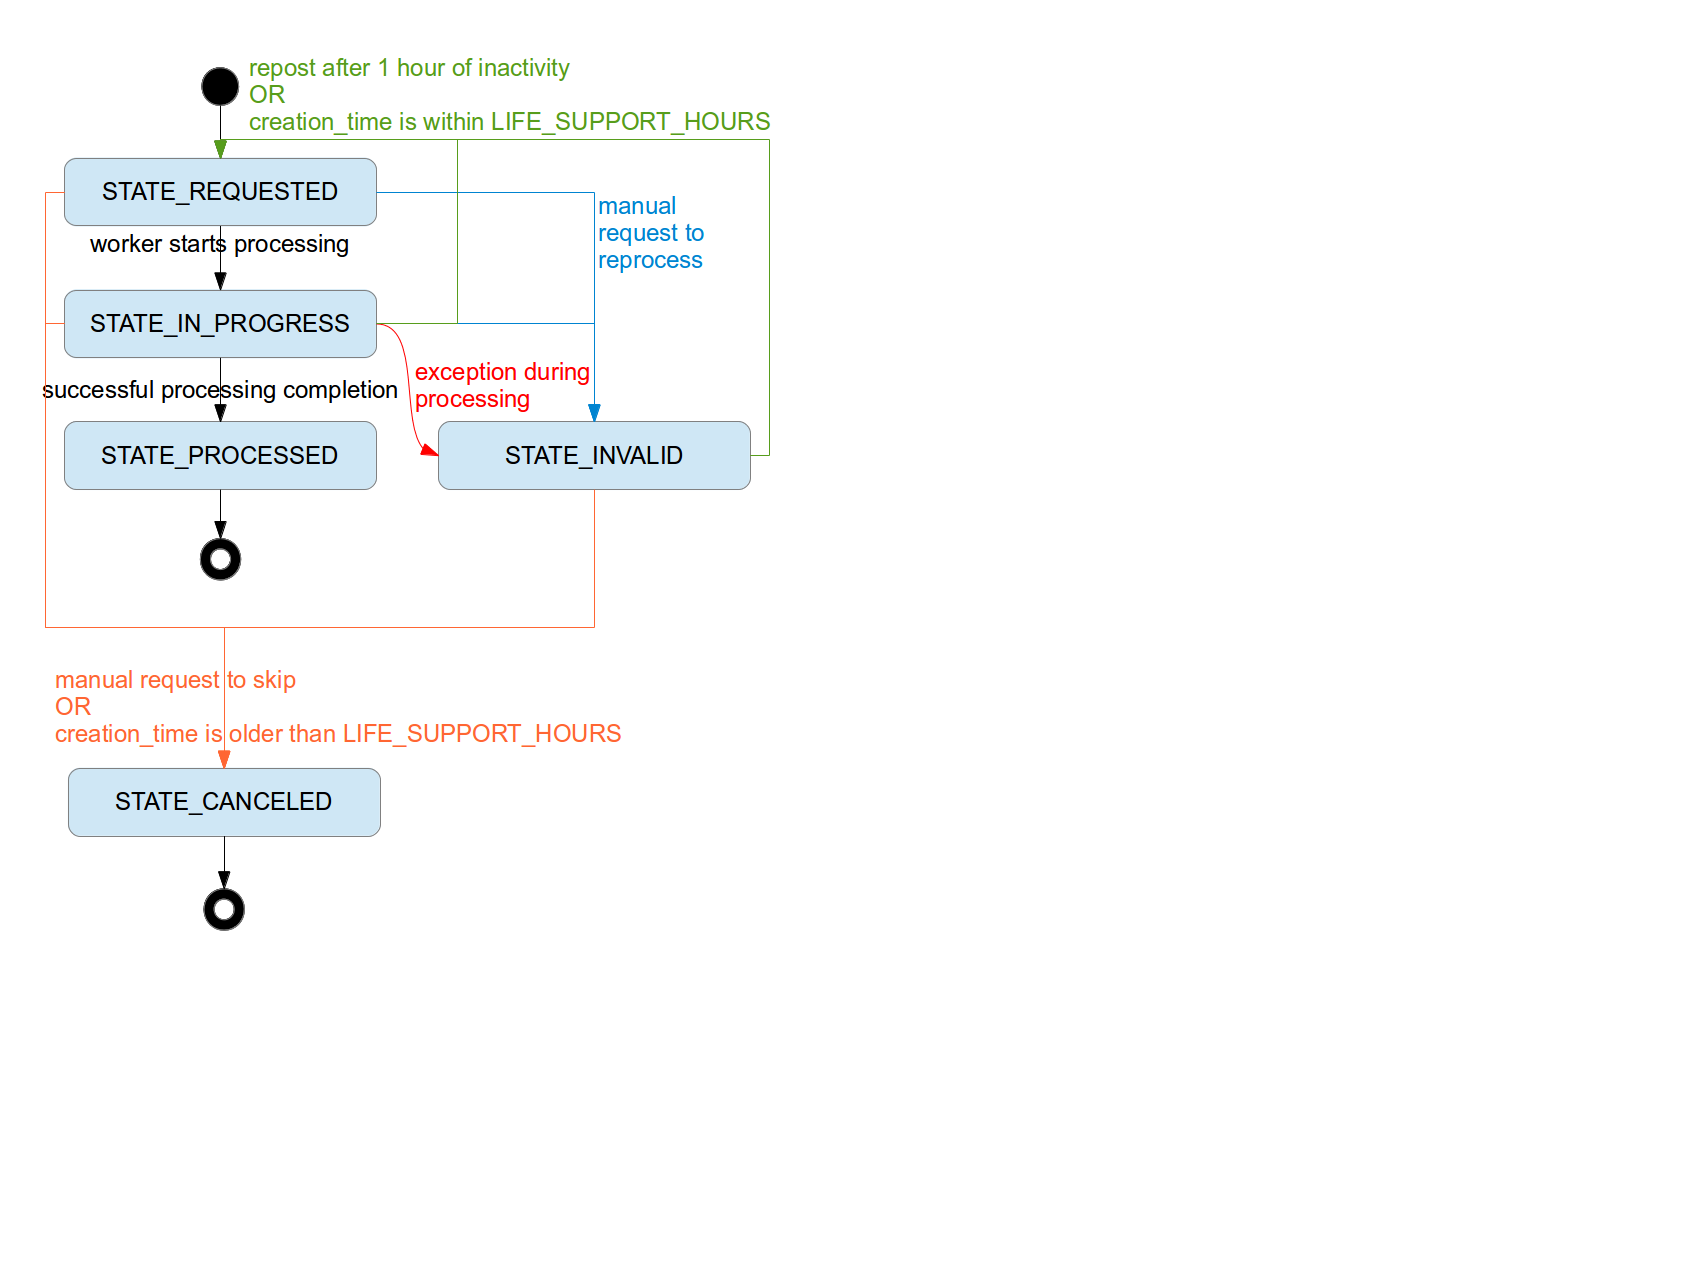 repost after 1 hour of inactivity
OR
creation_time is within LIFE_SUPPORT_HOURS
STATE_REQUESTED
manual
request to
reprocess
worker starts processing
STATE_IN_PROGRESS
exception during
processing
successful processing completion
STATE_PROCESSED
STATE_INVALID
manual request to skip
OR
creation_time is older than LIFE_SUPPORT_HOURS
STATE_CANCELED